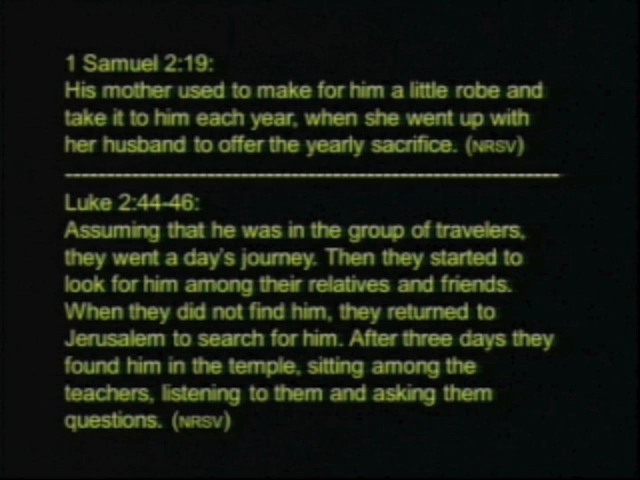 1 Samuel 2:19:
His mother used to make for him a little robe and
take it to him each year, when she went up with
her husband to offer the yearly sacrifice. (NRSV)
Luke 2:44-46:
Assuming that he was in the group of travelers,
they went a day's journey. Then they started to
look for him among their relatives and friends.
When they did not find him, they returned to
Jerusalem to search for him. After three days they
found him in the temple, sitting among the
teachers, listening to them and asking them
questions. (NRSV)